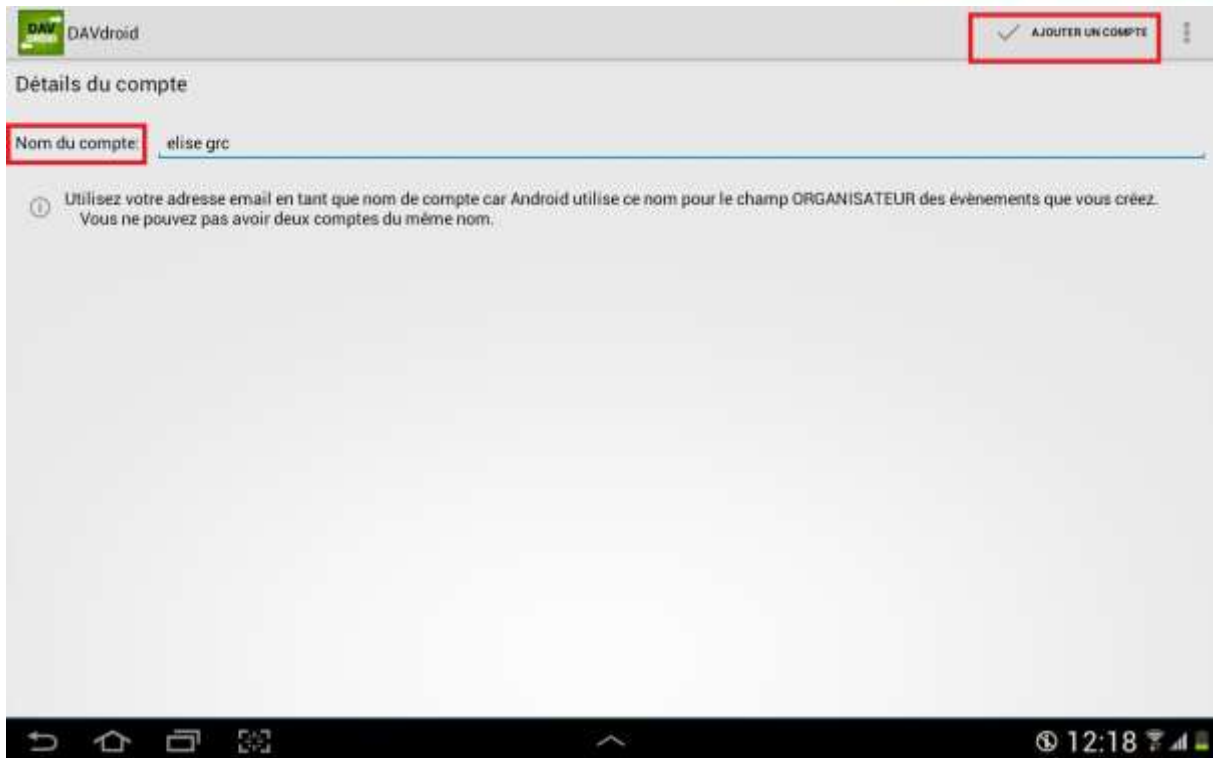 DAV DAVdroid AJOUTER UN COMPTE
Détails du compte
Nom du compte: elise grc
Utilisez votre adresse email en tant que nom de compte car Android utilise ce nom pour le champ ORGANISATEUR des évènements que vous créez.
Vous ne pouvez pas avoir deux comptes du même nom.
12:18